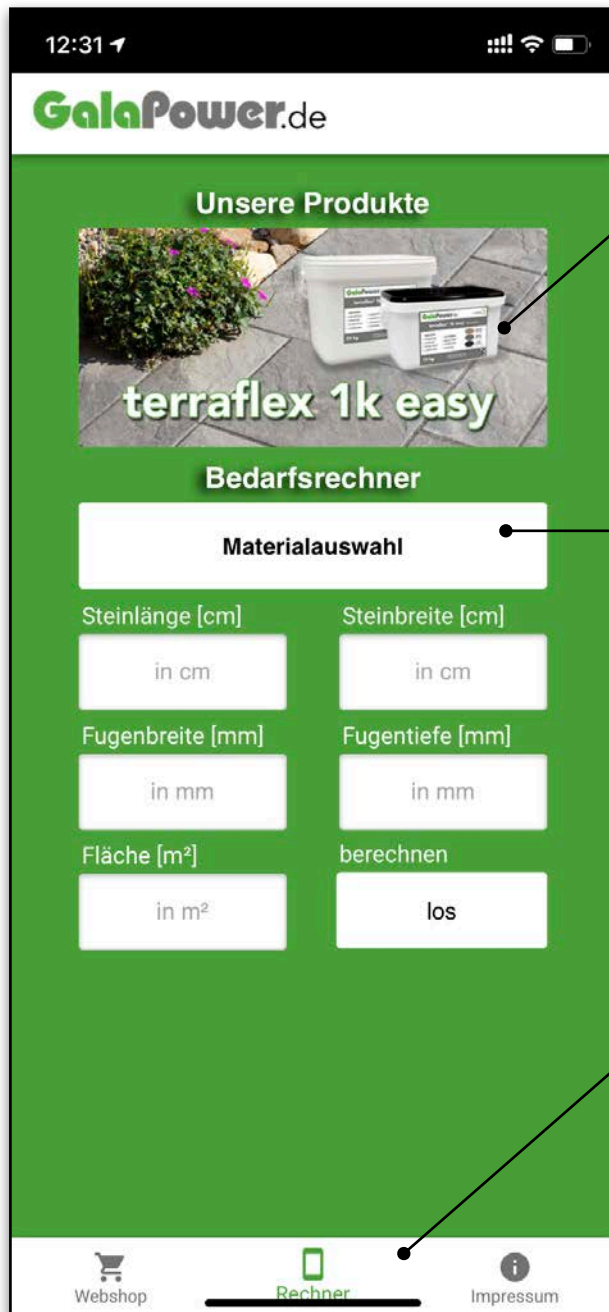 12:31
GalaPower.de
Unsere Produkte
terraflex 1k easy
Bedarfsrechner
Materialauswahl
Steinlänge [cm] Steinbreite [cm]
in cm in cm
Fugenbreite [mm] Fugentiefe [mm]
in mm in mm
Fläche [m²] berechnen
in m² los
Webshop Rechner Impressum